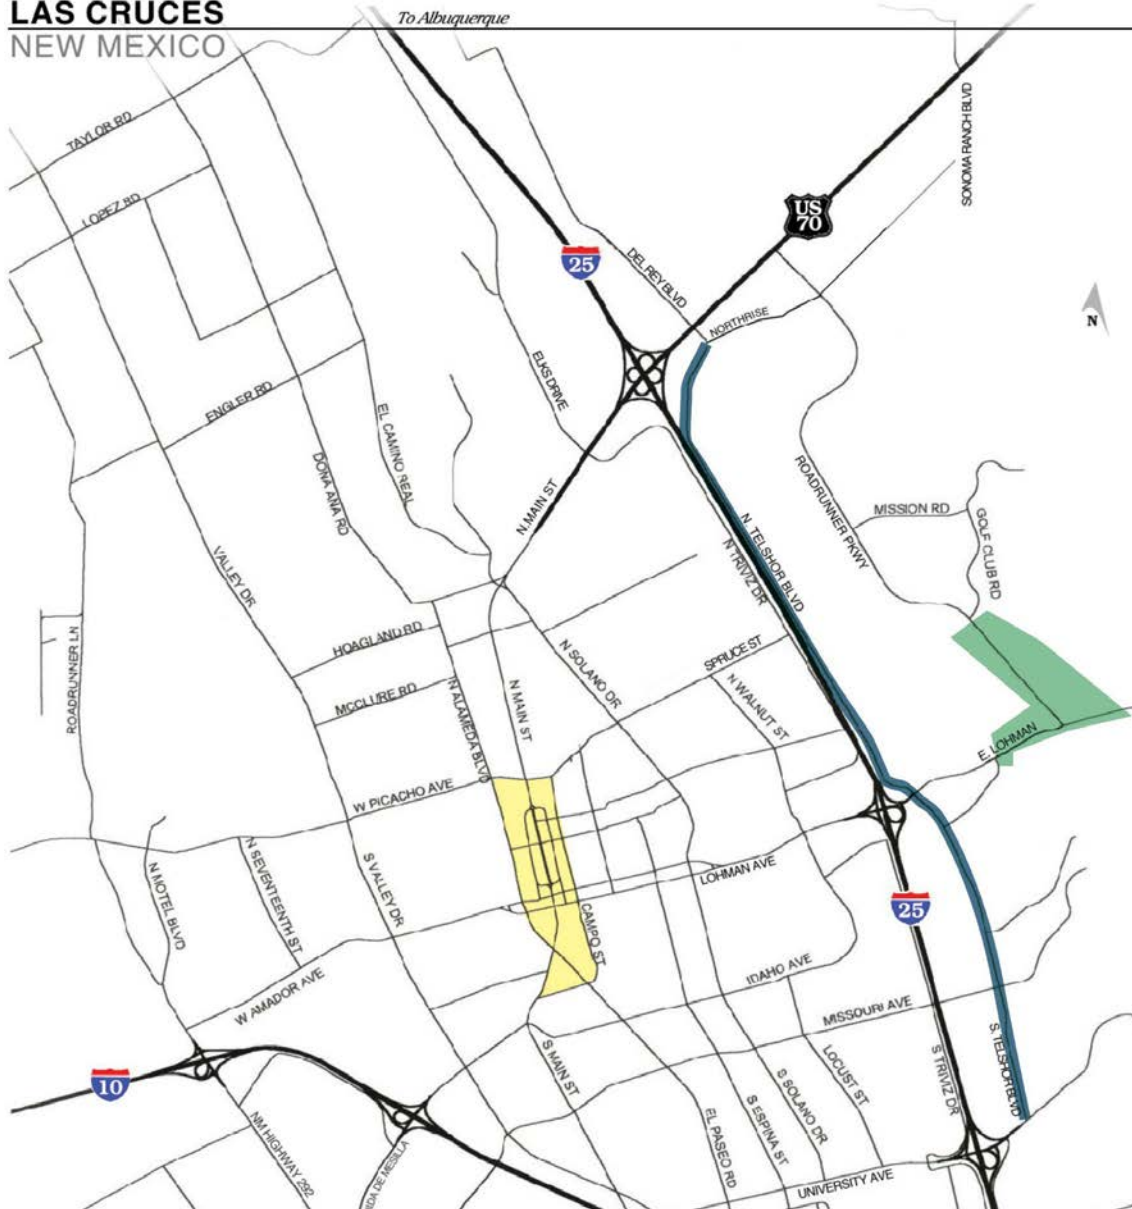 LAS CRUCES
To Albuquerque
NEW MEXICO
TAYLOR RD
SONOMA RANCH BLVD
LOPEZ RD
US
70
25
DEL REY BLVD
N
NORTHRISE
ELKS DRIVE
ENGLER RD
EL CAMINO REAL
DONA ANA RD
N. MAIN ST
ROADRUNNER PKWY
MISSION RD
GOLF CLUB RD
N. TELSHOR BLVD
N TRIVIZ DR
VALLEY DR
ROADRUNNER LN
HOAGLAND RD
N SOLANO DR
SPRUCE ST
MCCLURE RD
N ALAMEDA BLVD
N MAIN ST
N WALNUT ST
E. LOHMAN
W PICACHO AVE
N SEVENTEENTH ST
N MOTEL BLVD
S VALLEY DR
LOHMAN AVE
25
CAMPO ST
IDAHO AVE
W AMADOR AVE
MISSOURI AVE
S MAIN ST
LOCUST ST
S TRIVIZ DR
S. TELSHOR BLVD
10
S SOLANO DR
S ESPINA ST
EL PASEO RD
NM HIGHWAY 292
IDA DE MESILLA
UNIVERSITY AVE